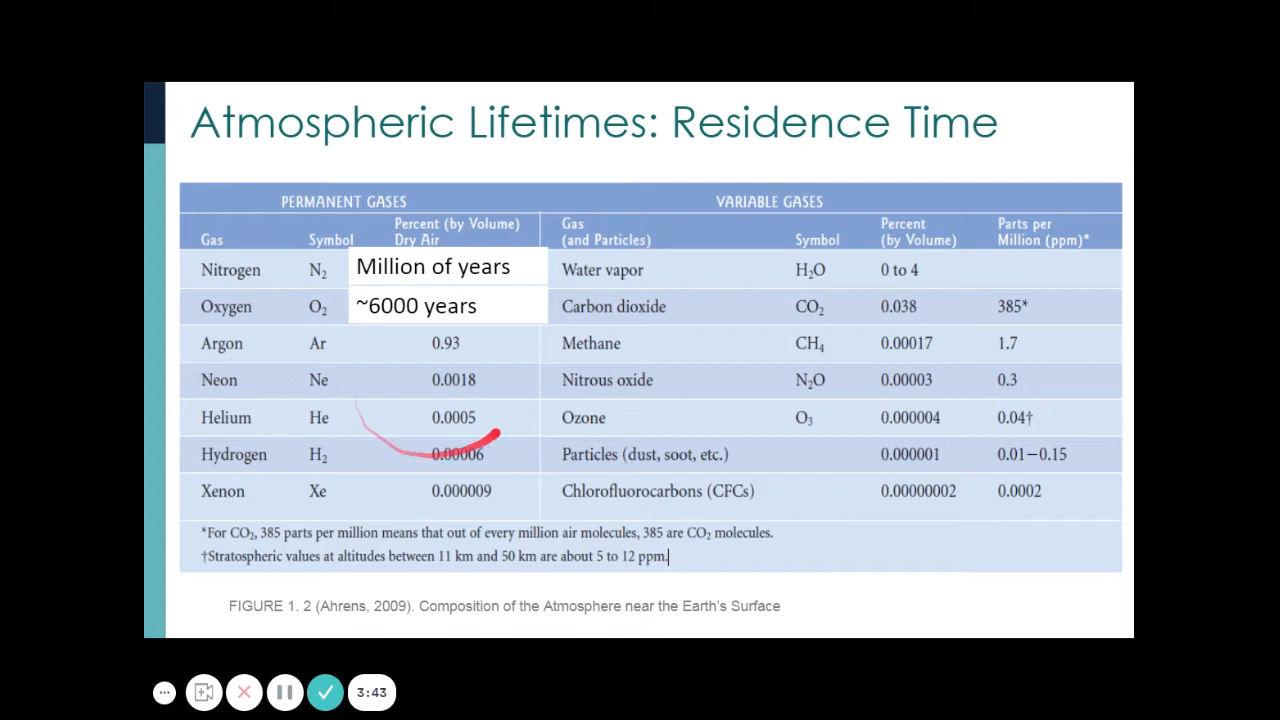 Atmospheric Lifetimes: Residence Time
PERMANENT GASES VARIABLE GASES
Gas Symbol Percent (by Volume) Dry Air Gas (and Particles) Symbol Percent (by Volume) Parts per Million (ppm)*
Nitrogen N₂ Million of years Water vapor H₂O 0 to 4
Oxygen O₂ ~6000 years Carbon dioxide CO₂ 0.038 385*
Argon Ar 0.93 Methane CH₄ 0.00017 1.7
Neon Ne 0.0018 Nitrous oxide N₂O 0.00003 0.3
Helium He 0.0005 Ozone O₃ 0.000004 0.04†
Hydrogen H₂ 0.00006 Particles (dust, soot, etc.) 0.000001 0.01–0.15
Xenon Xe 0.000009 Chlorofluorocarbons (CFCs) 0.00000002 0.0002
*For CO₂, 385 parts per million means that out of every million air molecules, 385 are CO₂ molecules.
†Stratospheric values at altitudes between 11 km and 50 km are about 5 to 12 ppm.
FIGURE 1. 2 (Ahrens, 2009). Composition of the Atmosphere near the Earth's Surface
3:43